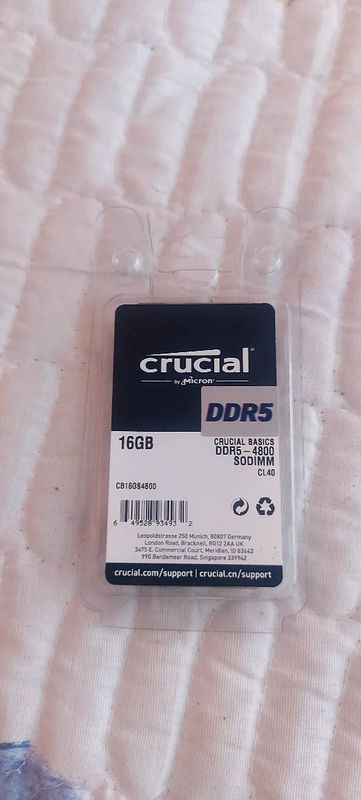 crucial®
by Micron®
DDR5
16GB
CRUCIAL BASICS
DDR5-4800
SODIMM
CL40
CB16GS4800
6 49528 93493 2
Leopoldstrasse 250 Munich, 80807 Germany
London Road, Bracknell, RG12 2AA UK
3475 E. Commercial Court, Meridian, ID 83642
990 Bendemeer Road, Singapore 339942
crucial.com/support | crucial.cn/support